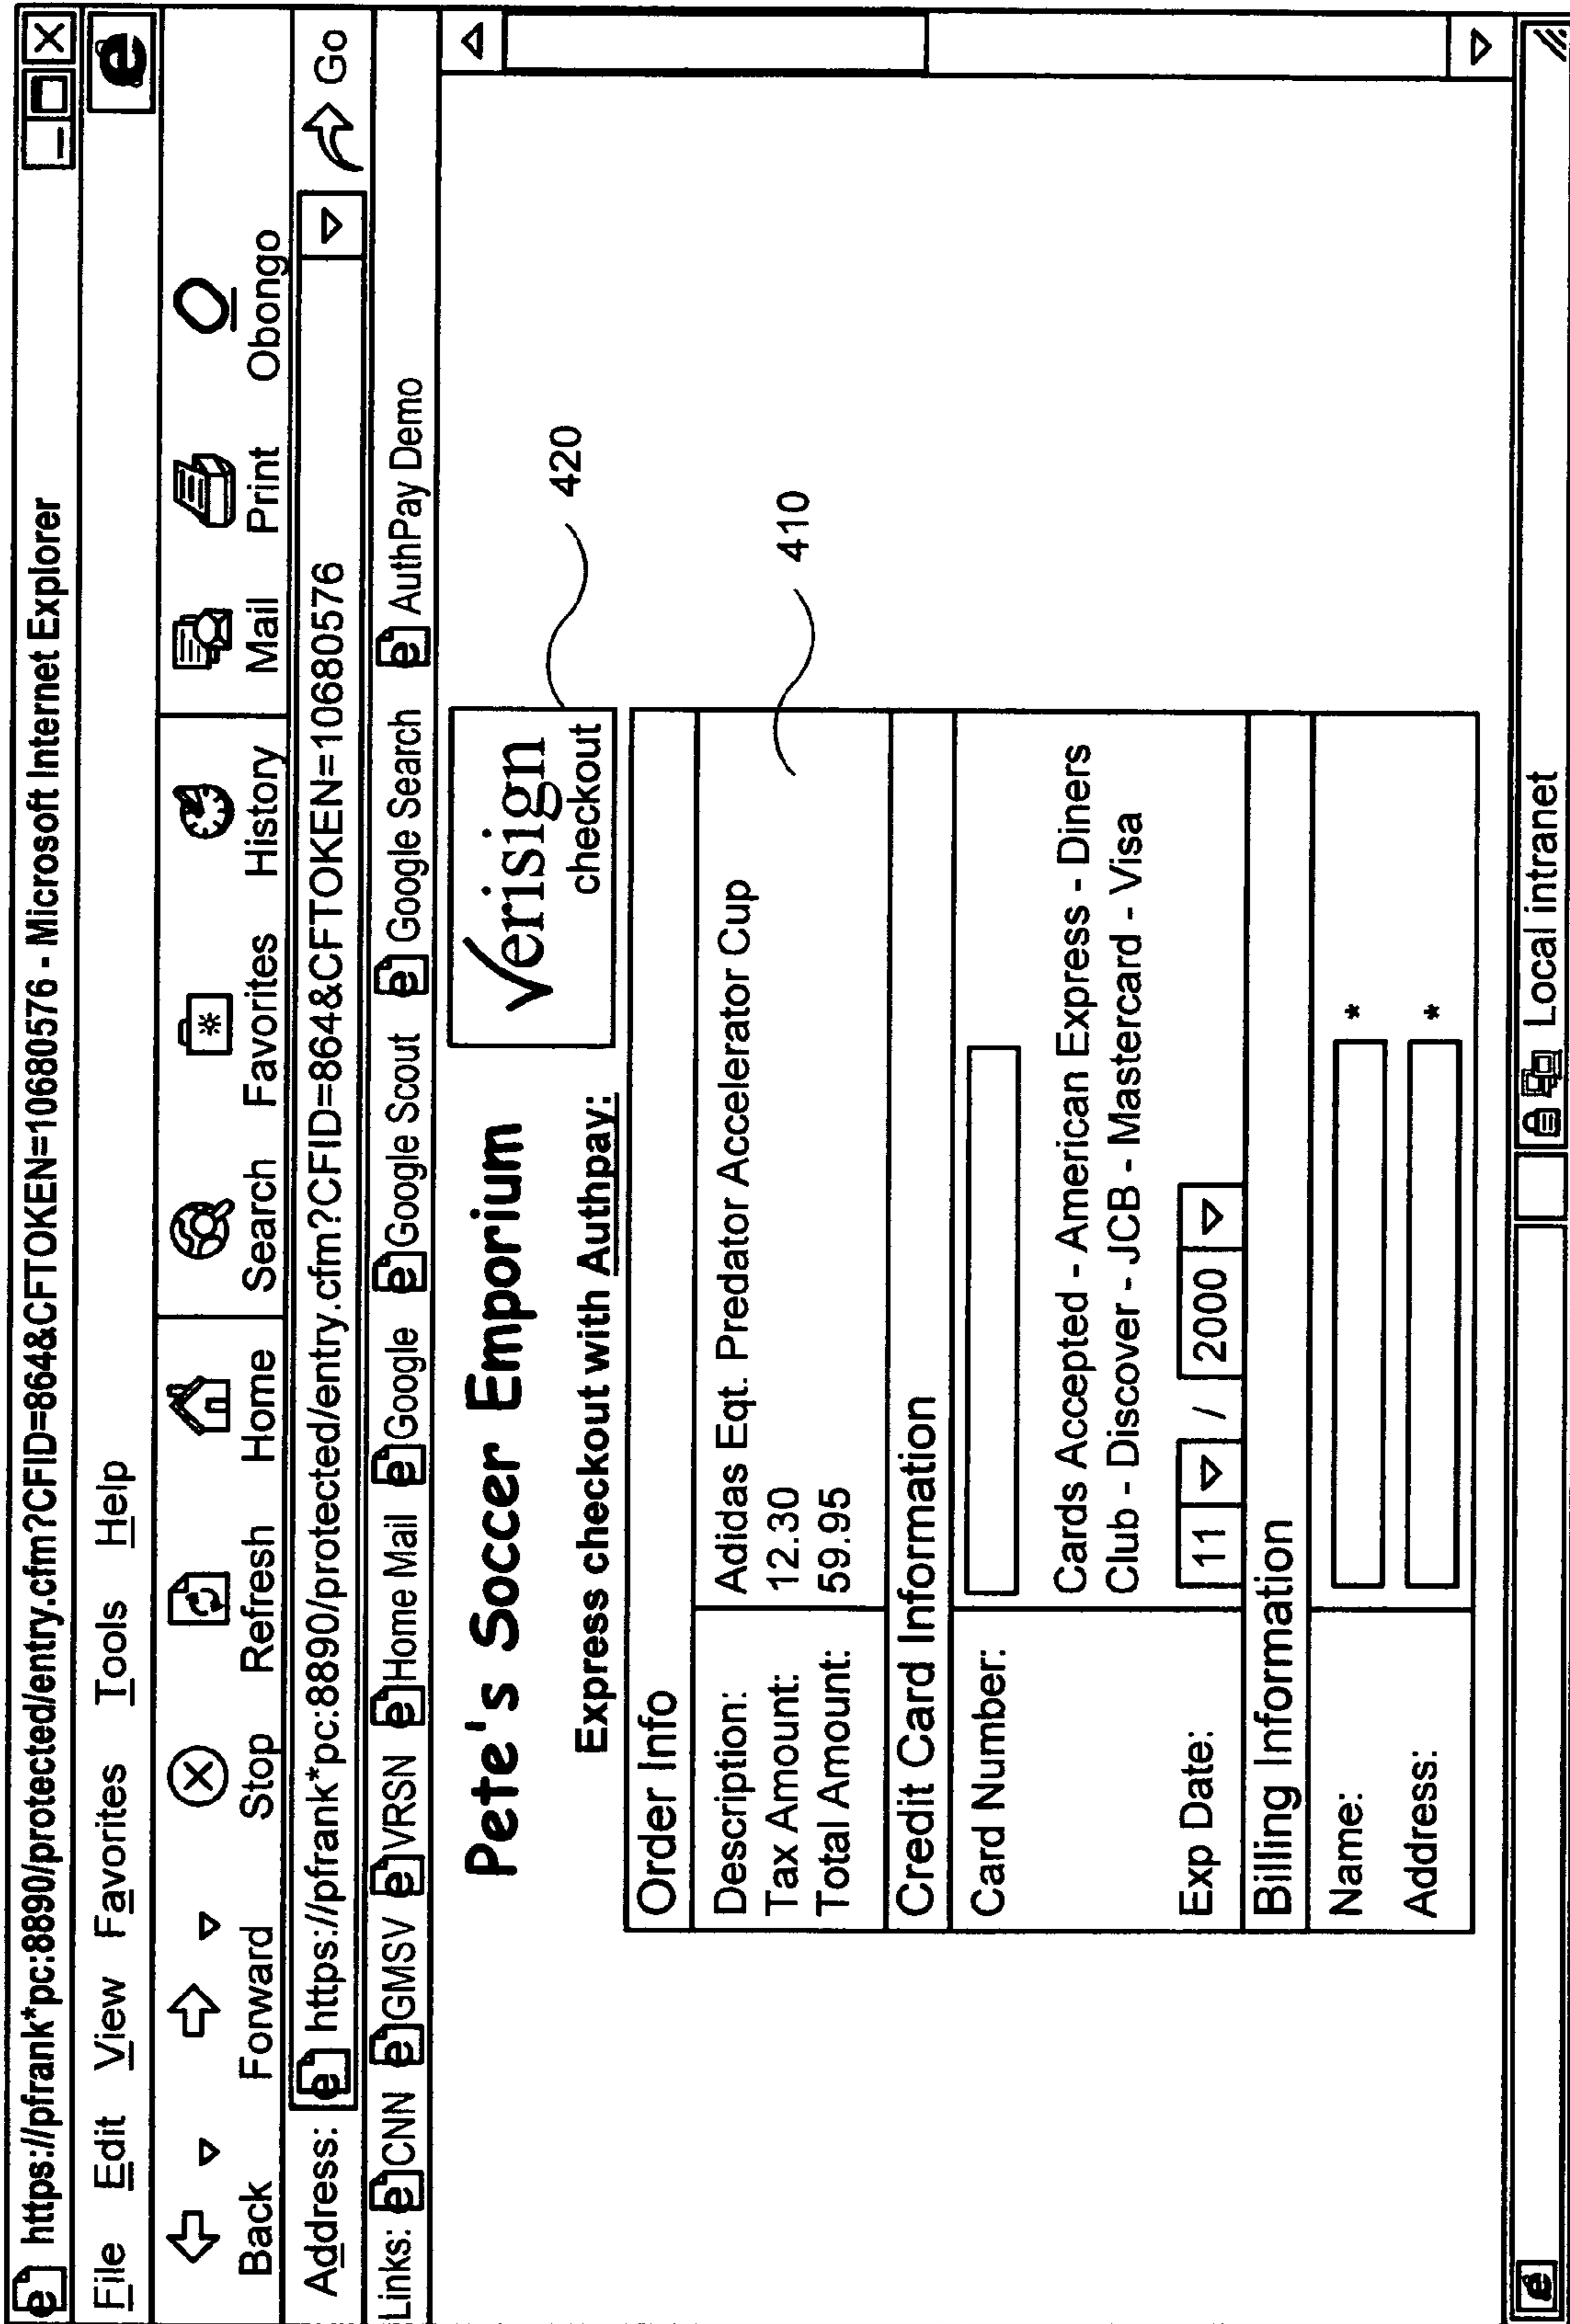 https://pfrank*pc:8890/protected/entry.cfm?CFID=864&CFTOKEN=10680576 - Microsoft Internet Explorer
File Edit View Favorites Tools Help
Back Forward Stop Refresh Home Search Favorites History Mail Print Obongo
Address: https://pfrank*pc:8890/protected/entry.cfm?CFID=864&CFTOKEN=10680576 Go
Links: CNN GMSV VRSN Home Mail Google Google Scout Google Search AuthPay Demo
Pete's Soccer Emporium
Verisign
checkout
420
Express checkout with Authpay:
Order Info
Description: Adidas Eqt. Predator Accelerator Cup
Tax Amount: 12.30
Total Amount: 59.95
410
Credit Card Information
Card Number:
Cards Accepted - American Express - Diners
Club - Discover - JCB - Mastercard - Visa
Exp Date: 11 / 2000
Billing Information
Name: *
Address: *
Local intranet